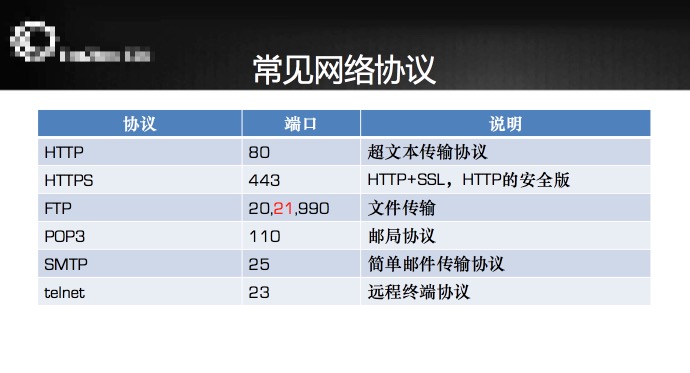 常见网络协议
协议 端口 说明
HTTP 80 超文本传输协议
HTTPS 443 HTTP+SSL，HTTP的安全版
FTP 20,21,990 文件传输
POP3 110 邮局协议
SMTP 25 简单邮件传输协议
telnet 23 远程终端协议